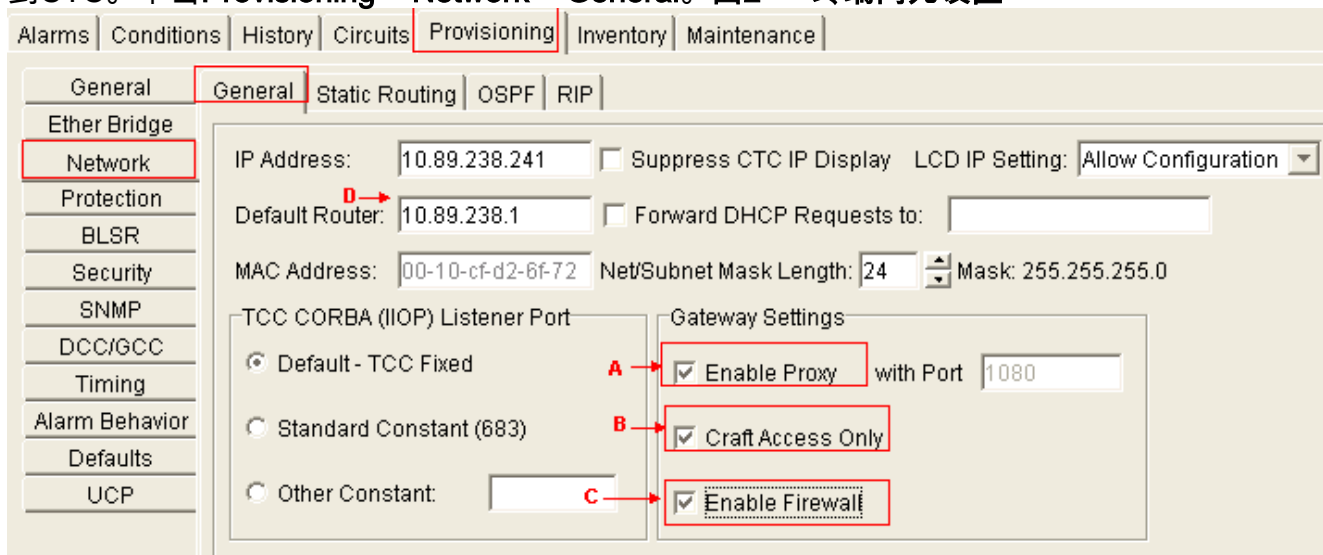 Alarms Conditions History Circuits Provisioning Inventory Maintenance
General
Ether Bridge
Network
Protection
BLSR
Security
SNMP
DCC/GCC
Timing
Alarm Behavior
Defaults
UCP
General Static Routing OSPF RIP
IP Address: 10.89.238.241 Suppress CTC IP Display LCD IP Setting: Allow Configuration
D
Default Router: 10.89.238.1 Forward DHCP Requests to:
MAC Address: 00-10-cf-d2-6f-72 Net/Subnet Mask Length: 24 Mask: 255.255.255.0
TCC CORBA (IIOP) Listener Port
Default - TCC Fixed
Standard Constant (683)
Other Constant:
Gateway Settings
A Enable Proxy with Port 1080
B Craft Access Only
C Enable Firewall